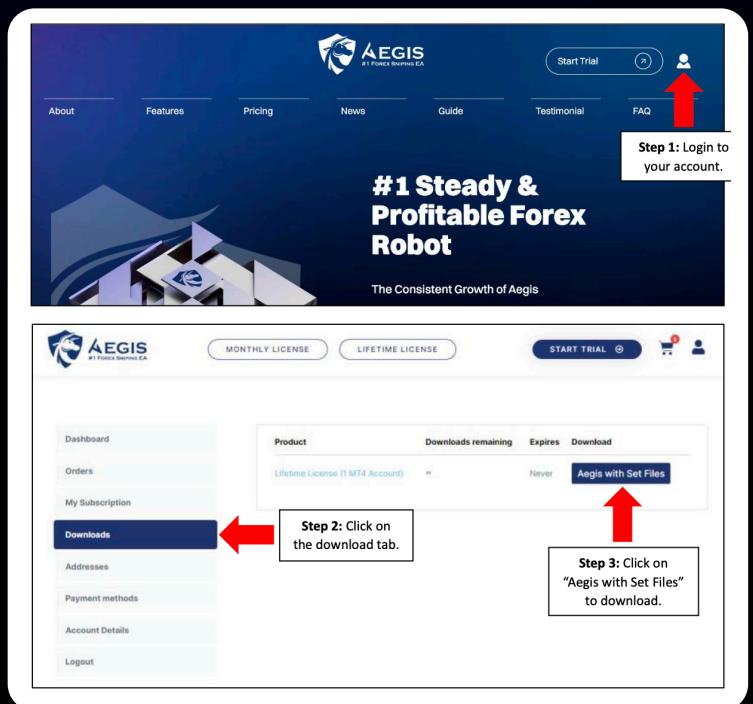 AEGIS
#1 FOREX SNIPING EA
Start Trial
About
Features
Pricing
News
Guide
Testimonial
FAQ
Step 1: Login to
your account.
#1 Steady &
Profitable Forex
Robot
The Consistent Growth of Aegis
AEGIS
#1 FOREX SNIPING EA
MONTHLY LICENSE
LIFETIME LICENSE
START TRIAL
Dashboard
Orders
My Subscription
Downloads
Addresses
Payment methods
Account Details
Logout
Product
Downloads remaining
Expires
Download
Lifetime License (1 MT4 Account)
∞
Never
Aegis with Set Files
Step 2: Click on
the download tab.
Step 3: Click on
“Aegis with Set Files”
to download.